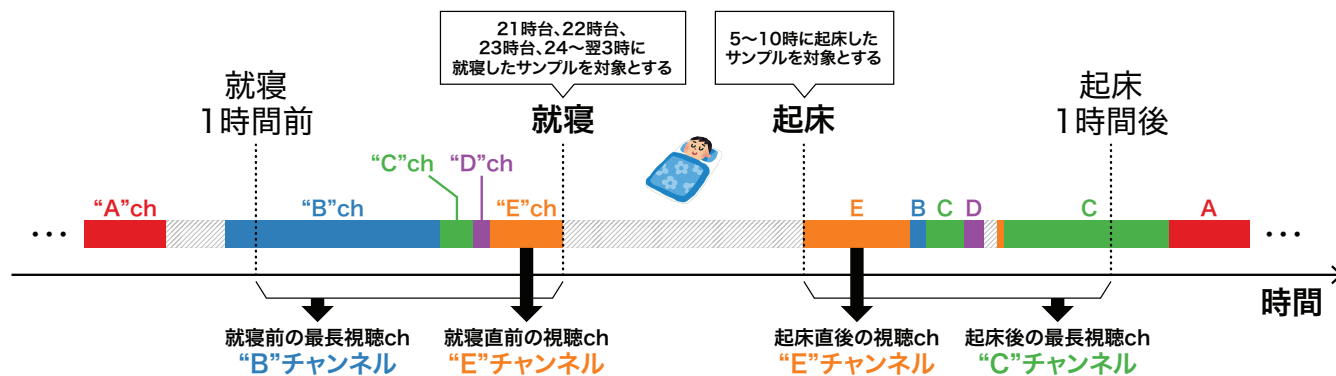 21時台、22時台、
23時台、24〜翌3時に
就寝したサンプルを対象とする
5〜10時に起床した
サンプルを対象とする
就寝
1時間前
就寝
起床
起床
1時間後
“A”ch
“B”ch
“C”ch
“D”ch
“E”ch
E
B
C
D
C
A
時間
就寝前の最長視聴ch
“B”チャンネル
就寝直前の視聴ch
“E”チャンネル
起床直後の視聴ch
“E”チャンネル
起床後の最長視聴ch
“C”チャンネル